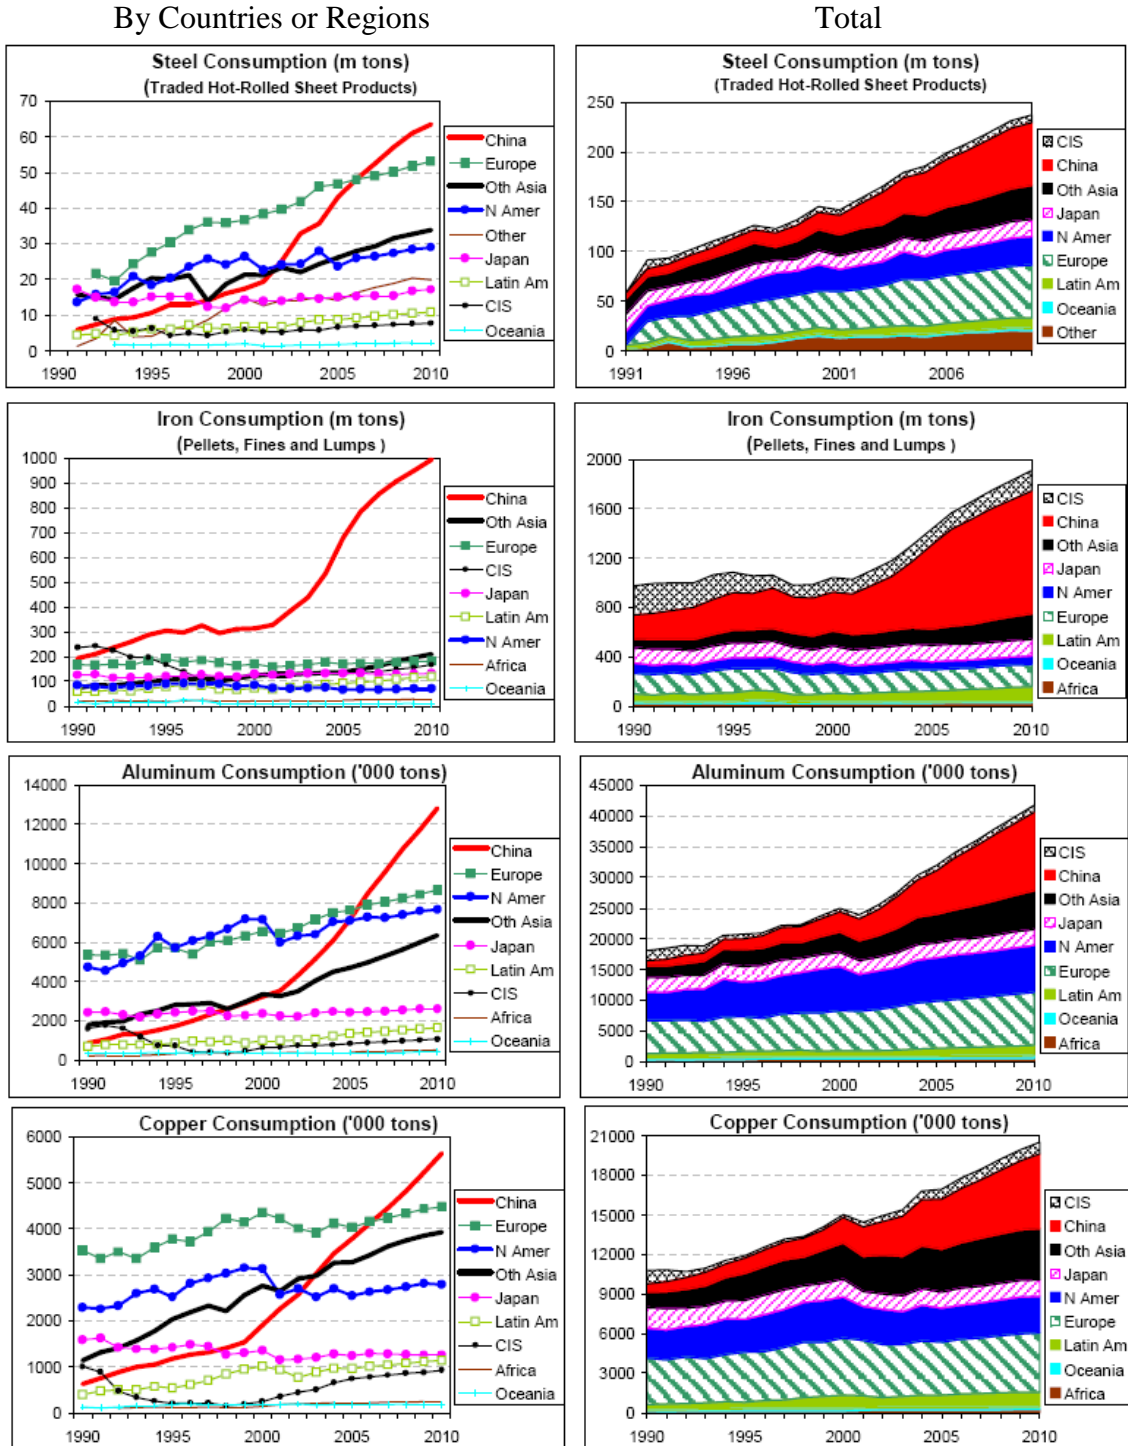 By Countries or Regions
Total
Steel Consumption (m tons)
(Traded Hot-Rolled Sheet Products)
70
60
50
40
30
20
10
0
1990
1995
2000
2005
2010
China
Europe
Oth Asia
N Amer
Other
Japan
Latin Am
CIS
Oceania
Steel Consumption (m tons)
(Traded Hot-Rolled Sheet Products)
250
200
150
100
50
0
1991
1996
2001
2006
CIS
China
Oth Asia
Japan
N Amer
Europe
Latin Am
Oceania
Other
Iron Consumption (m tons)
(Pellets, Fines and Lumps )
1000
900
800
700
600
500
400
300
200
100
0
1990
1995
2000
2005
2010
China
Oth Asia
Europe
CIS
Japan
Latin Am
N Amer
Africa
Oceania
Iron Consumption (m tons)
(Pellets, Fines and Lumps )
2000
1600
1200
800
400
0
1990
1995
2000
2005
2010
CIS
China
Oth Asia
Japan
N Amer
Europe
Latin Am
Oceania
Africa
Aluminum Consumption ('000 tons)
14000
12000
10000
8000
6000
4000
2000
0
1990
1995
2000
2005
2010
China
Europe
N Amer
Oth Asia
Japan
Latin Am
CIS
Africa
Oceania
Aluminum Consumption ('000 tons)
45000
40000
35000
30000
25000
20000
15000
10000
5000
0
1990
1995
2000
2005
2010
CIS
China
Oth Asia
Japan
N Amer
Europe
Latin Am
Oceania
Africa
Copper Consumption ('000 tons)
6000
5000
4000
3000
2000
1000
0
1990
1995
2000
2005
2010
China
Europe
N Amer
Oth Asia
Japan
Latin Am
CIS
Africa
Oceania
Copper Consumption ('000 tons)
21000
18000
15000
12000
9000
6000
3000
0
1990
1995
2000
2005
2010
CIS
China
Oth Asia
Japan
N Amer
Europe
Latin Am
Oceania
Africa